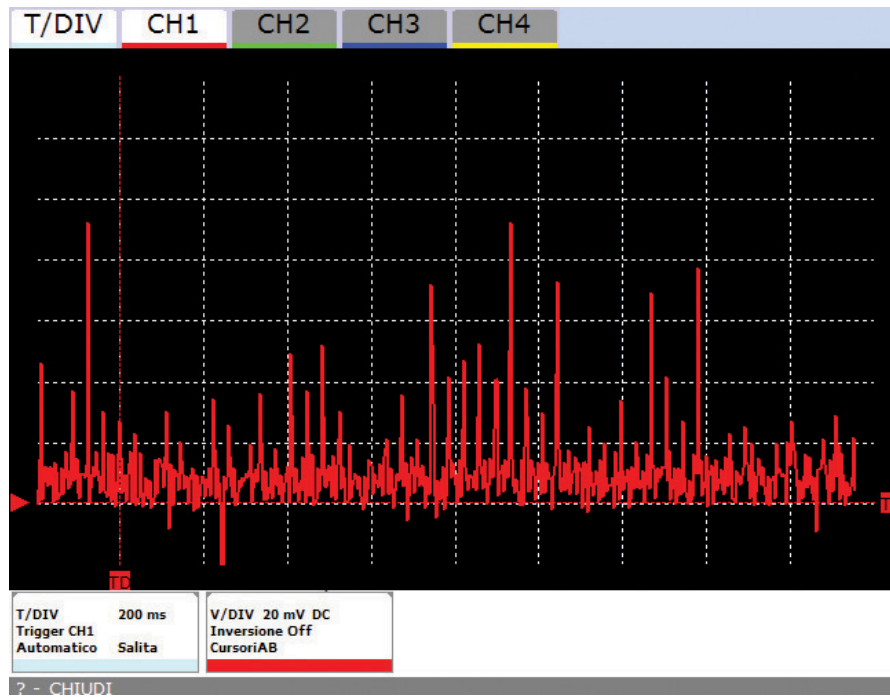 T/DIV CH1 CH2 CH3 CH4
TD
T/DIV 200 ms
Trigger CH1
Automatico Salita
V/DIV 20 mV DC
Inversione Off
CursoriAB
? - CHIUDI